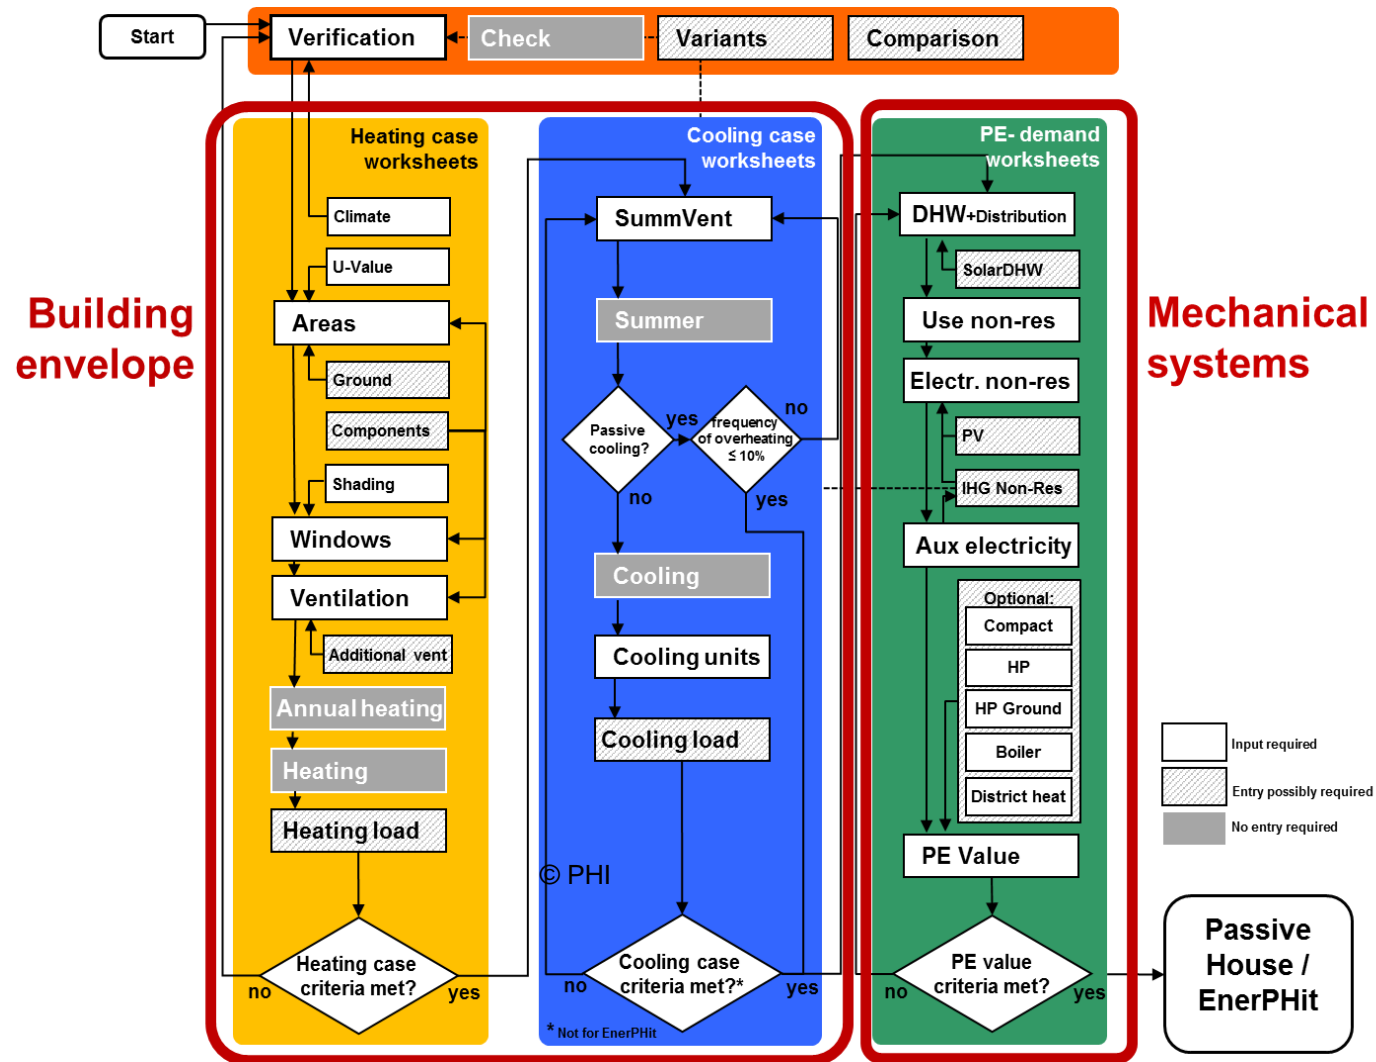 Start
Verification
Check
Variants
Comparison
Building
envelope
Heating case
worksheets
Climate
U-Value
Areas
Ground
Components
Shading
Windows
Ventilation
Additional vent
Annual heating
Heating
Heating load
Heating case
criteria met?
no
yes
Cooling case
worksheets
SummVent
Summer
Passive
cooling?
yes
no
frequency
of overheating
≤ 10%
no
yes
Cooling
Cooling units
Cooling load
© PHI
Cooling case
criteria met?*
no
yes
* Not for EnerPHit
PE- demand
worksheets
DHW+Distribution
SolarDHW
Use non-res
Electr. non-res
PV
IHG Non-Res
Aux electricity
Optional:
Compact
HP
HP Ground
Boiler
District heat
PE Value
PE value
criteria met?
no
yes
Mechanical
systems
Input required
Entry possibly required
No entry required
Passive
House /
EnerPHit